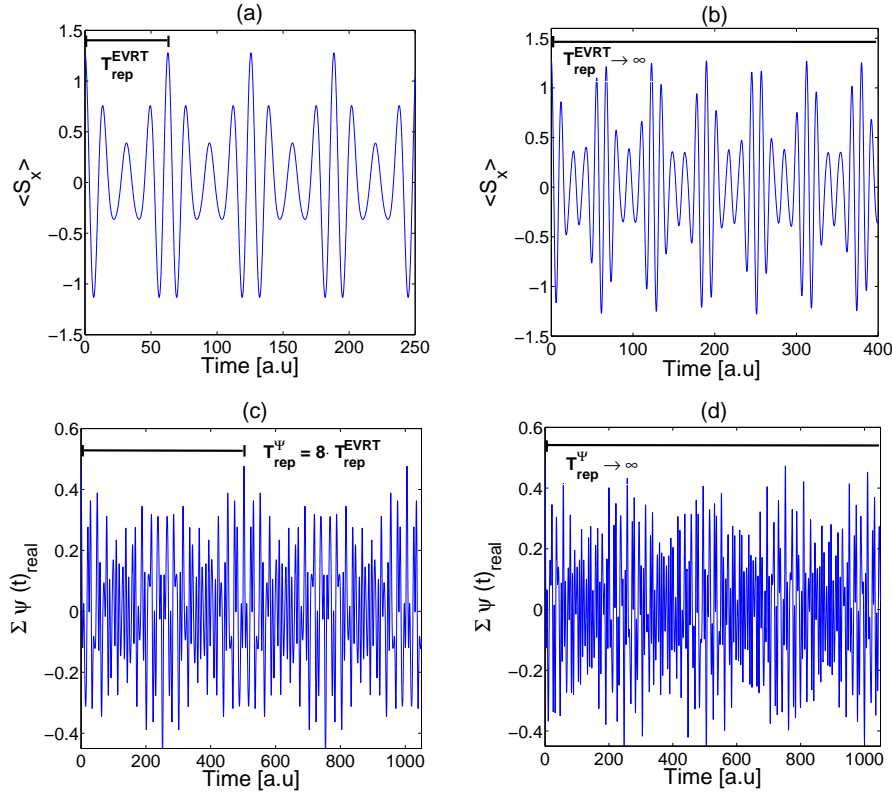 (a)
1.5
1
0.5
0
−0.5
−1
−1.5
T_rep^EVRT
<S_x>
0 50 100 150 200 250
Time [a.u]
(b)
1.5
1
0.5
0
−0.5
−1
−1.5
T_rep^EVRT → ∞
<S_x>
0 100 200 300 400
Time [a.u]
(c)
0.6
0.4
0.2
0
−0.2
−0.4
T_rep^Ψ = 8· T_rep^EVRT
Σ ψ (t)_real
0 200 400 600 800 1000
Time [a.u]
(d)
0.6
0.4
0.2
0
−0.2
−0.4
T_rep^Ψ → ∞
Σ ψ (t)_real
0 200 400 600 800 1000
Time [a.u]